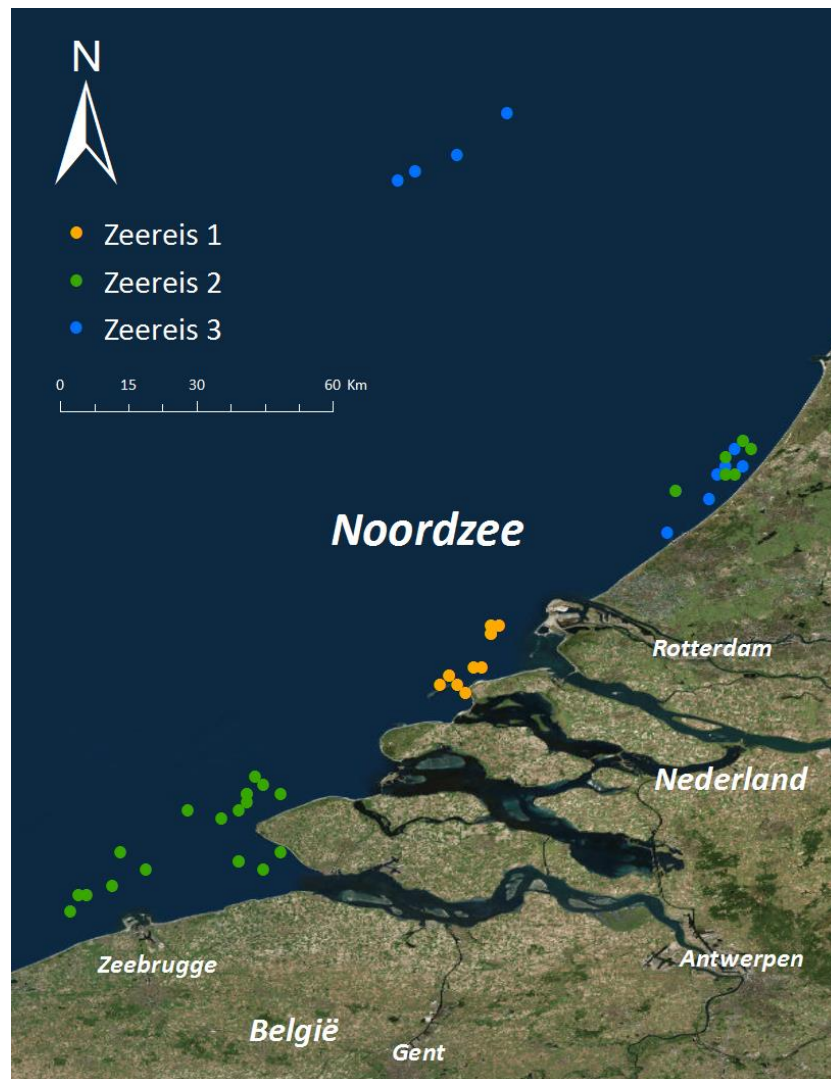 N
Zeereis 1
Zeereis 2
Zeereis 3
0 15 30 60 Km
Noordzee
Rotterdam
Nederland
Zeebrugge
Antwerpen
België
Gent